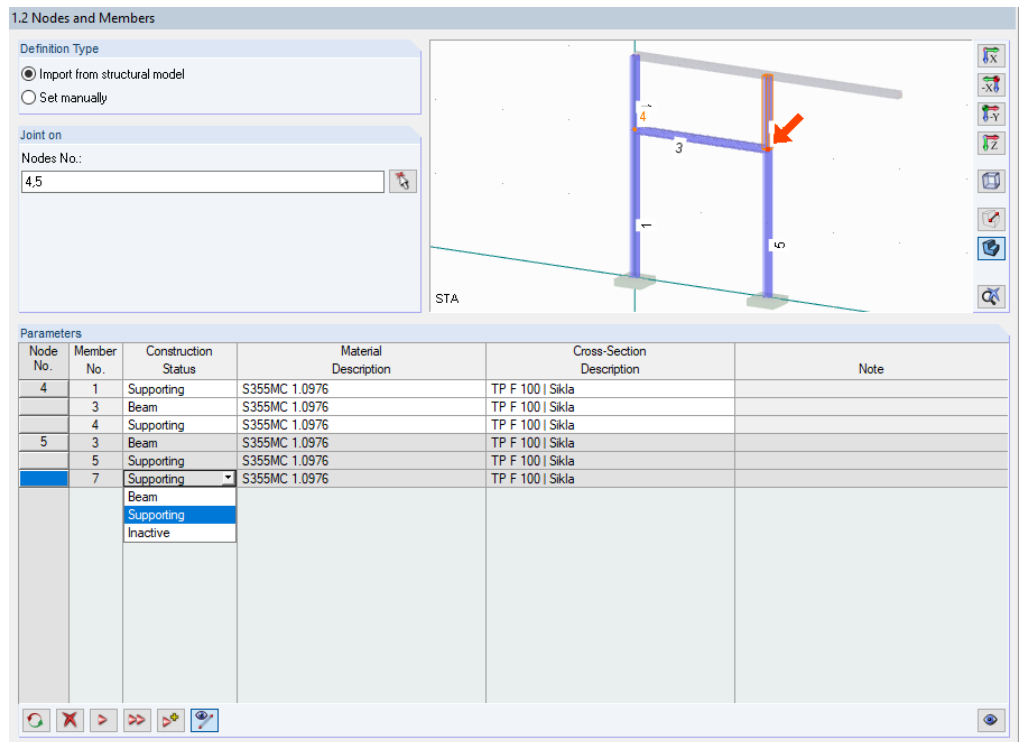 1.2 Nodes and Members
Definition Type
Import from structural model
Set manually
Joint on
Nodes No.:
4,5
4
3
1
5
STA
X
-X
-Y
Z
Parameters
Node No. Member No. Construction Status Material Description Cross-Section Description Note
4 1 Supporting S355MC 1.0976 TP F 100 | Sikla
3 Beam S355MC 1.0976 TP F 100 | Sikla
4 Supporting S355MC 1.0976 TP F 100 | Sikla
5 3 Beam S355MC 1.0976 TP F 100 | Sikla
5 Supporting S355MC 1.0976 TP F 100 | Sikla
7 Supporting S355MC 1.0976 TP F 100 | Sikla
Beam
Supporting
Inactive